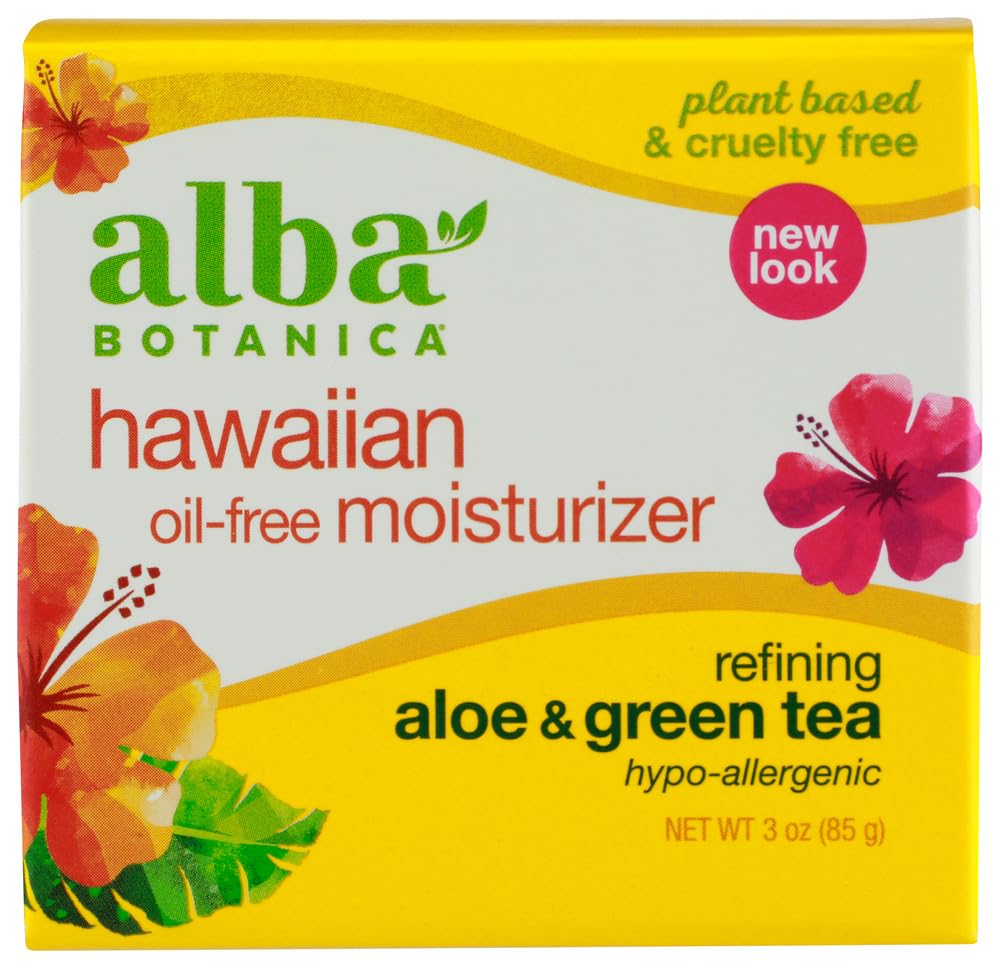 plant based
& cruelty free
alba
BOTANICA®
new
look
hawaiian
oil-free moisturizer
refining
aloe & green tea
hypo-allergenic
NET WT 3 oz (85 g)